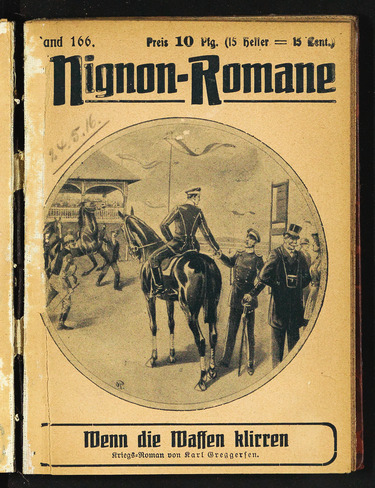 Band 166. Preis 10 Pfg. (15 Heller = 15 Cent.)
Mignon-Romane
24.5.16.
Wenn die Waffen klirren
Kriegs-Roman von Karl Greggersen.